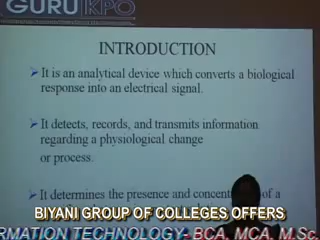 GURU KPO
INTRODUCTION
It is an analytical device which converts a biological
response into an electrical signal.
It detects, records, and transmits information
regarding a physiological change
or process.
It determines the presence and concent of a
BIYANI GROUP OF COLLEGES OFFERS
RMATION TECHNOLOGY- BCA, MCA, M.Sc.